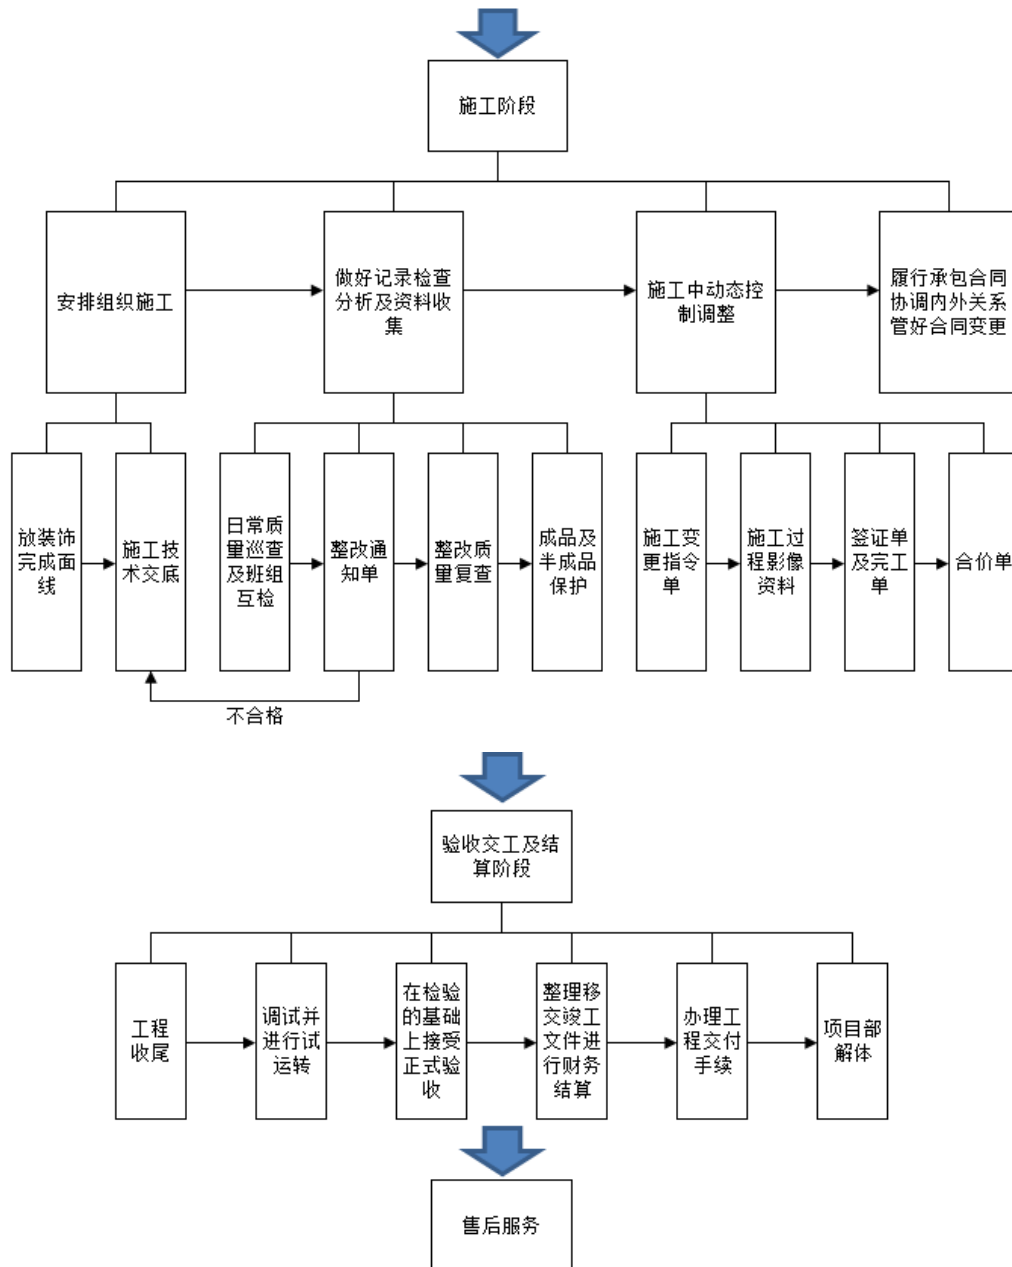 施工阶段
安排组织施工
做好记录检查
分析及资料收
集
施工中动态控
制调整
履行承包合同
协调内外关系
管好合同变更
放装饰
完成面
线
施工技
术交底
日常质
量巡查
及班组
互检
整改通
知单
整改质
量复查
成品及
半成品
保护
施工变
更指令
单
施工过
程影像
资料
签证单
及完工
单
合价单
不合格
验收交工及结
算阶段
工程
收尾
调试并
进行试
运转
在检验
的基础
上接受
正式验
收
整理移
交竣工
文件进
行财务
结算
办理工
程交付
手续
项目部
解体
售后服务